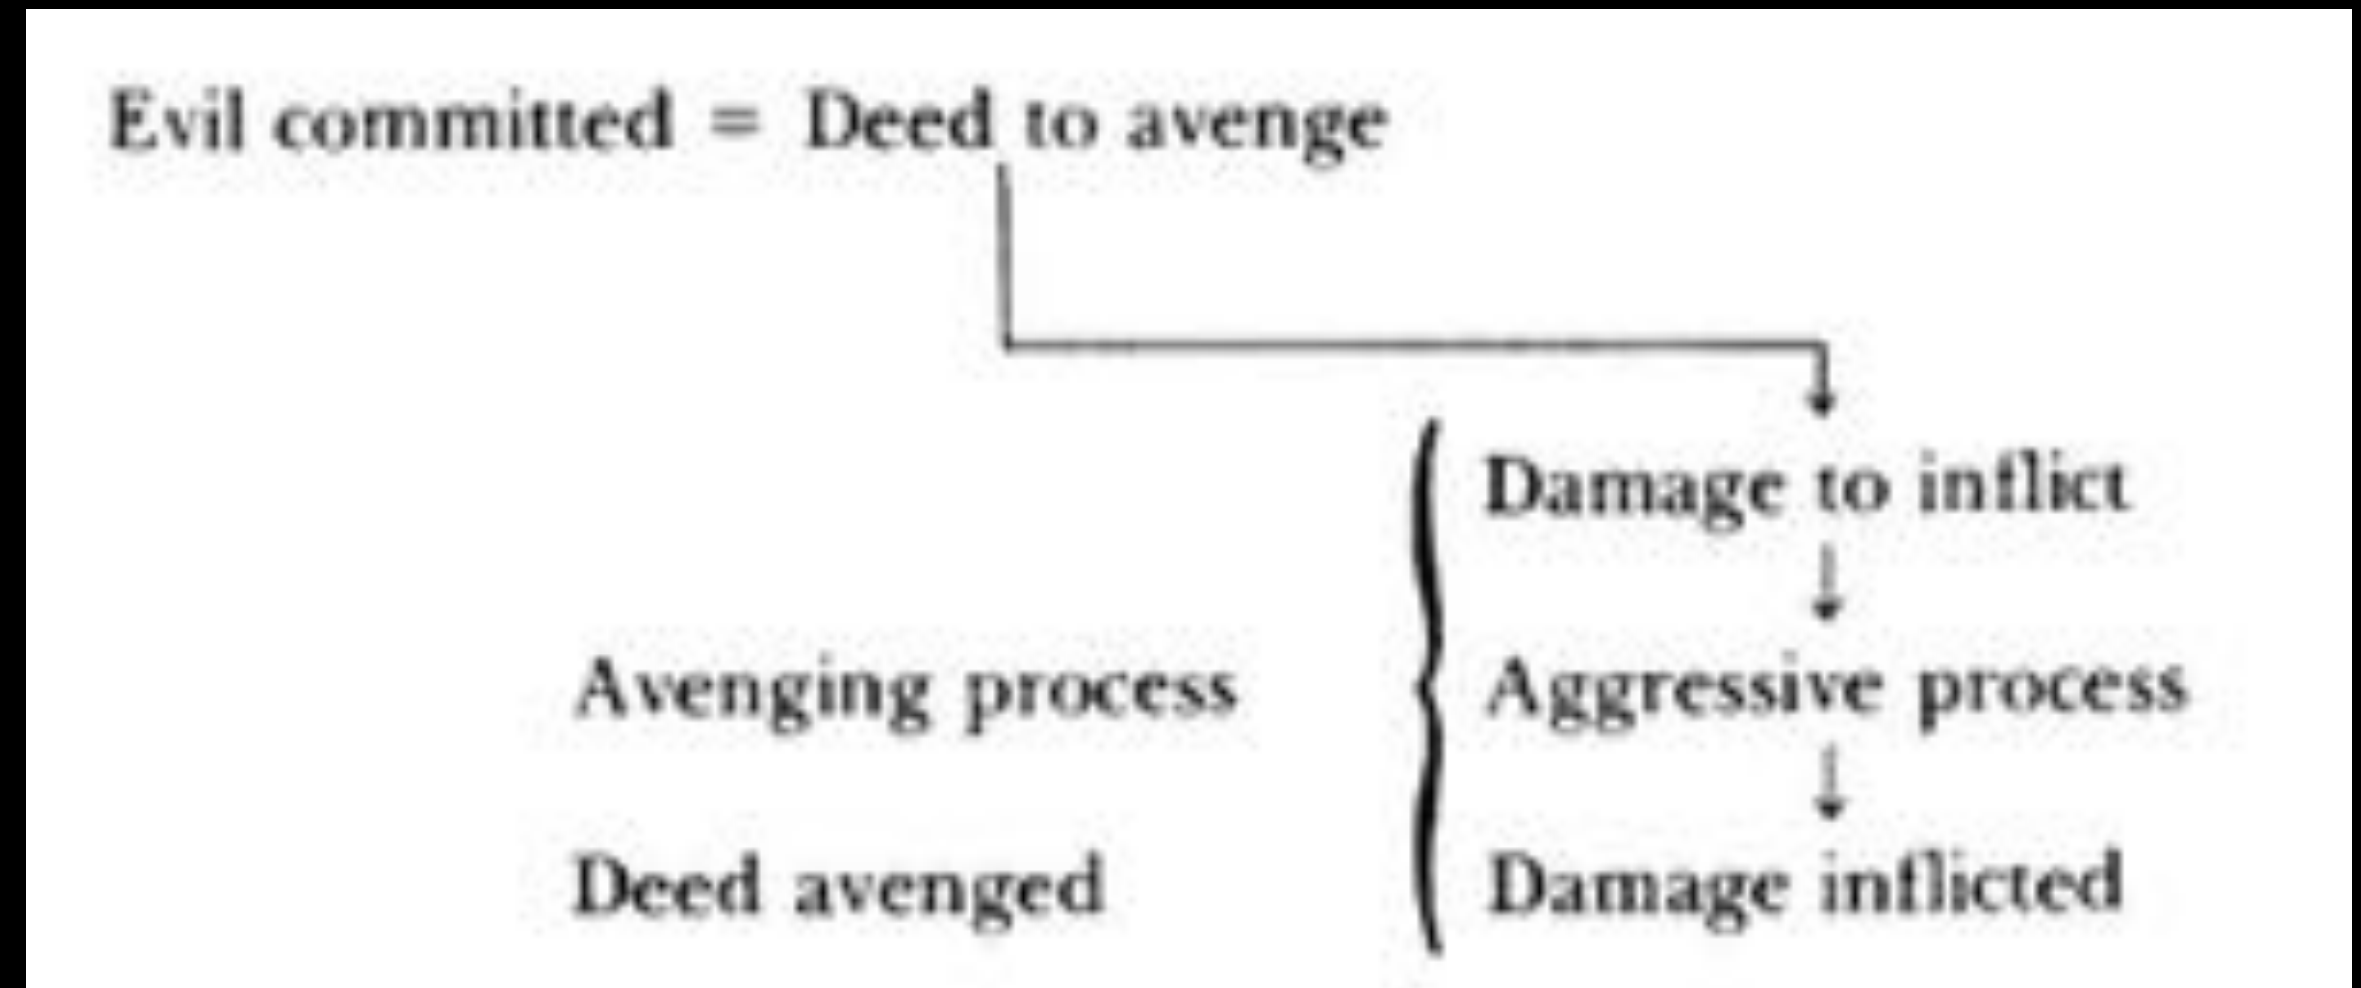 Evil committed = Deed to avenge
Damage to inflict
Avenging process Aggressive process
Deed avenged Damage inflicted